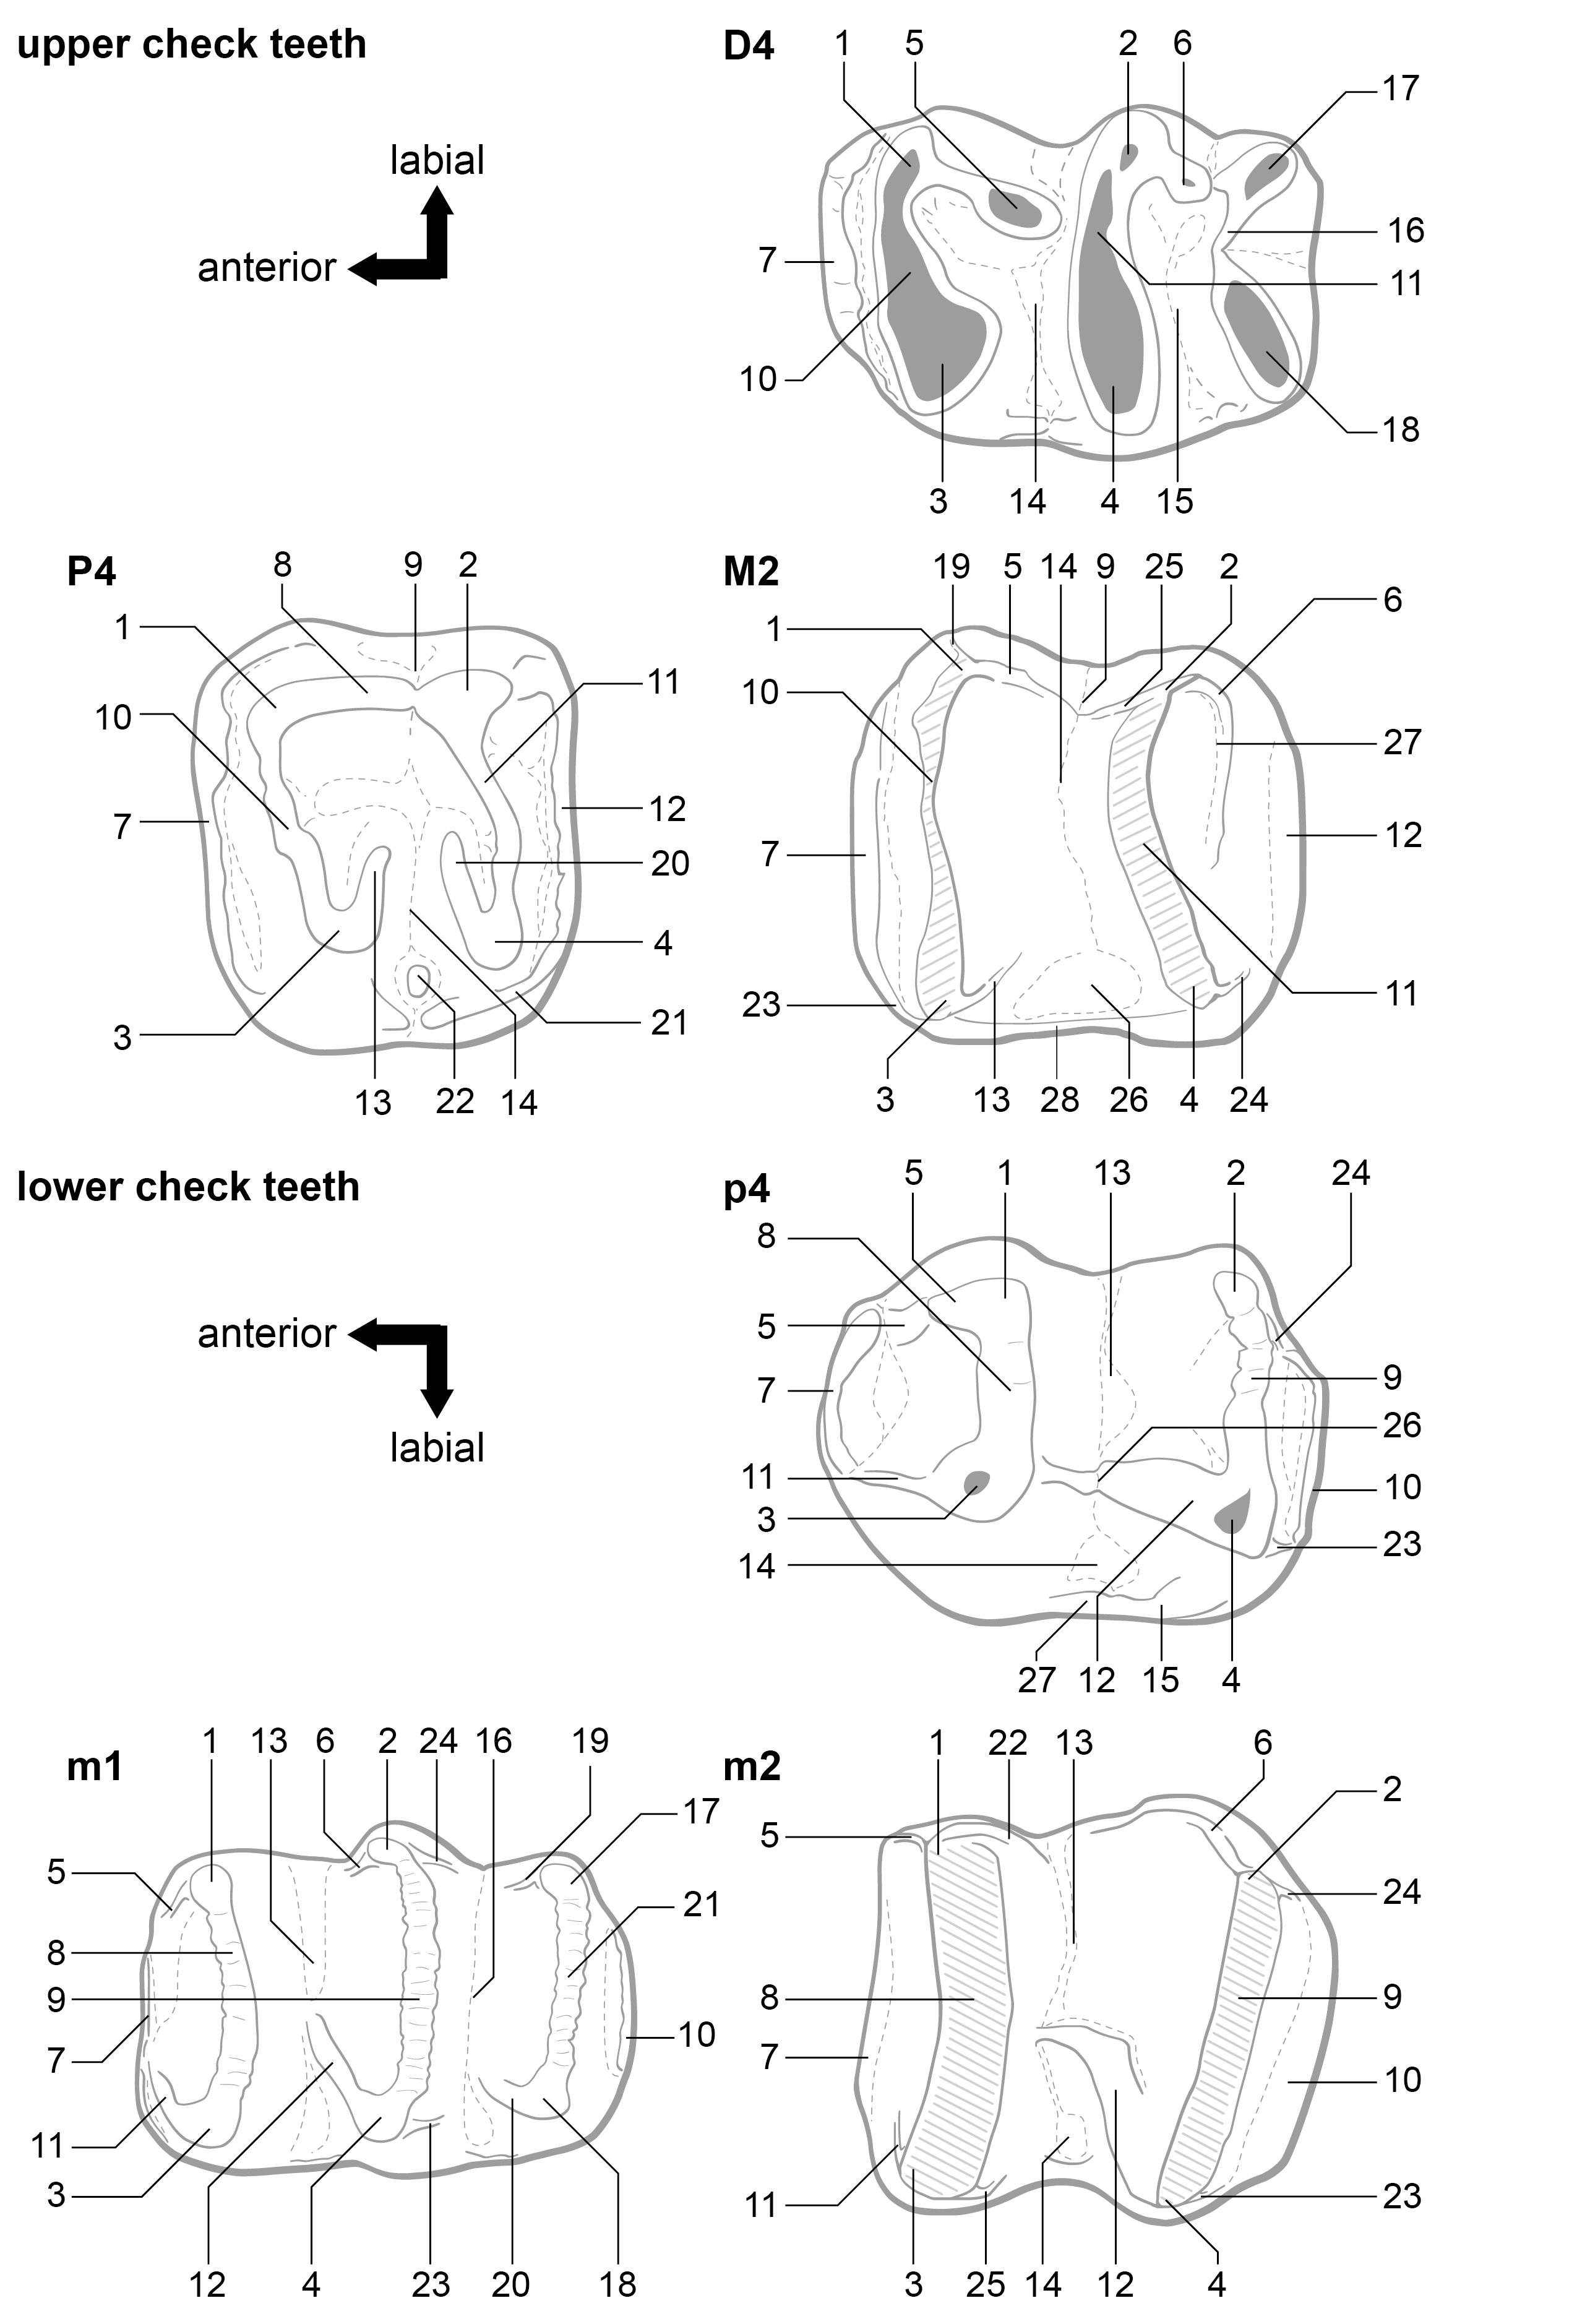 upper check teeth
D4
1 5 2 6
17
labial
anterior
7
16
11
10
18
3 14 4 15
P4
8 9 2
1
11
10
7
12
20
4
3
21
13 22 14
M2
19 5 14 9 25 2
6
1
10
27
7
12
23
11
3 13 28 26 4 24
lower check teeth
p4
5 1 13 2 24
8
anterior
5
7
9
labial
26
11
10
3
23
14
27 12 15 4
m1
1 13 6 2 24 16 19
17
5
21
8
9
10
7
11
3
12 4 23 20 18
m2
1 22 13 6
2
5
24
8
9
7
10
11
23
3 25 14 12 4